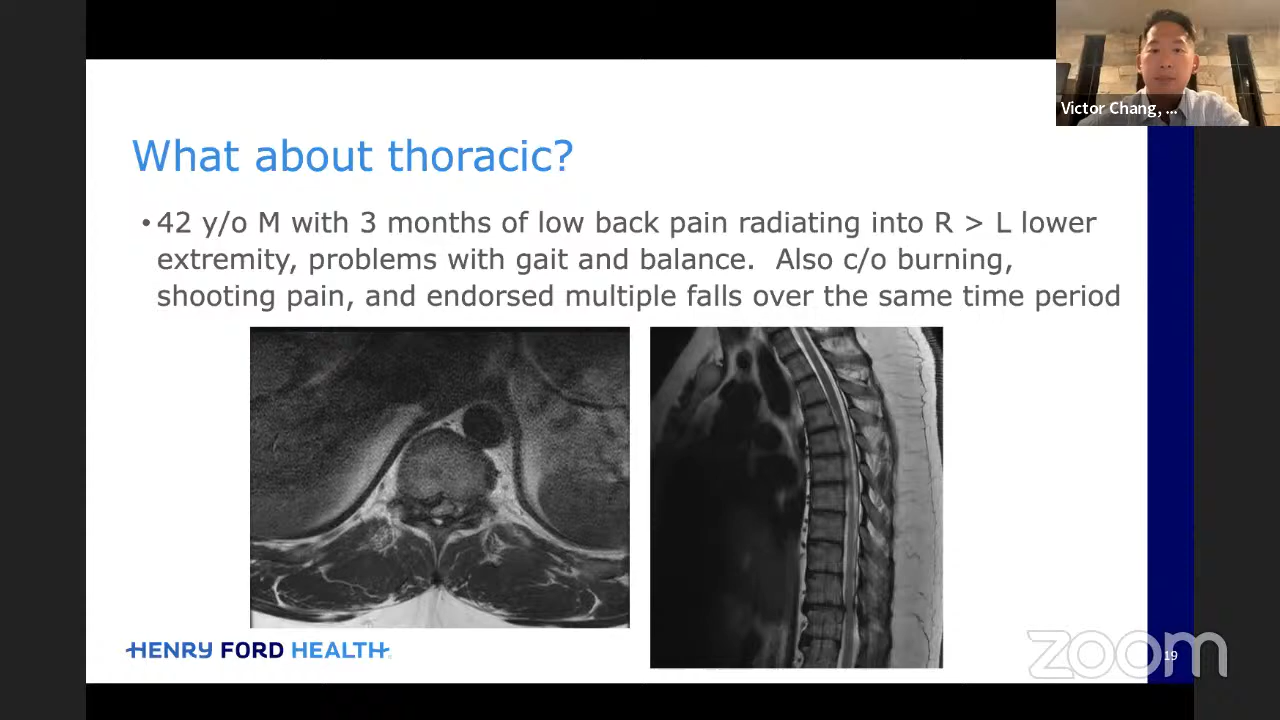 Victor Chang, ...
What about thoracic?
• 42 y/o M with 3 months of low back pain radiating into R > L lower
extremity, problems with gait and balance.  Also c/o burning,
shooting pain, and endorsed multiple falls over the same time period
HENRY FORD HEALTH
zoom
19